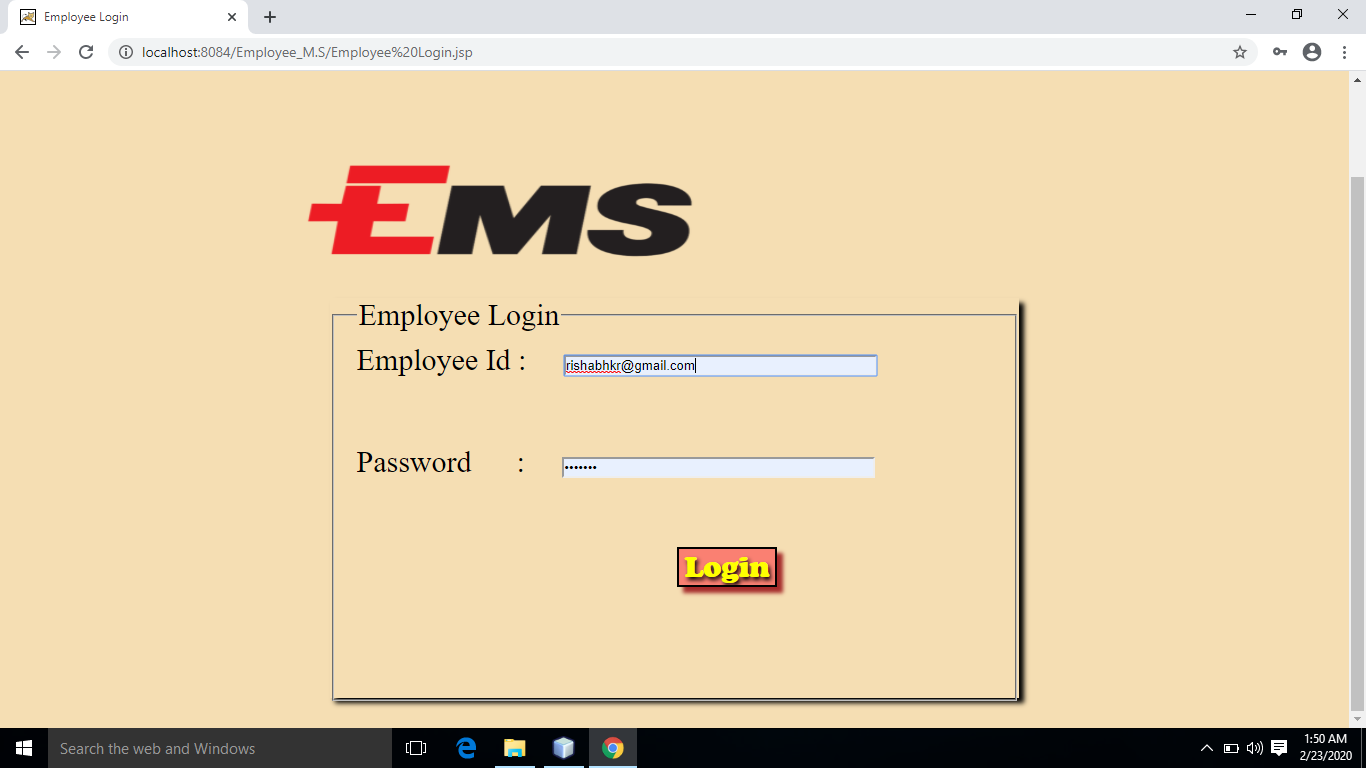 Employee Login
localhost:8084/Employee_M.S/Employee%20Login.jsp
EMS
Employee Login
Employee Id :
rishabhkr@gmail.com
Password :
•••••••
Login
Search the web and Windows
1:50 AM
2/23/2020